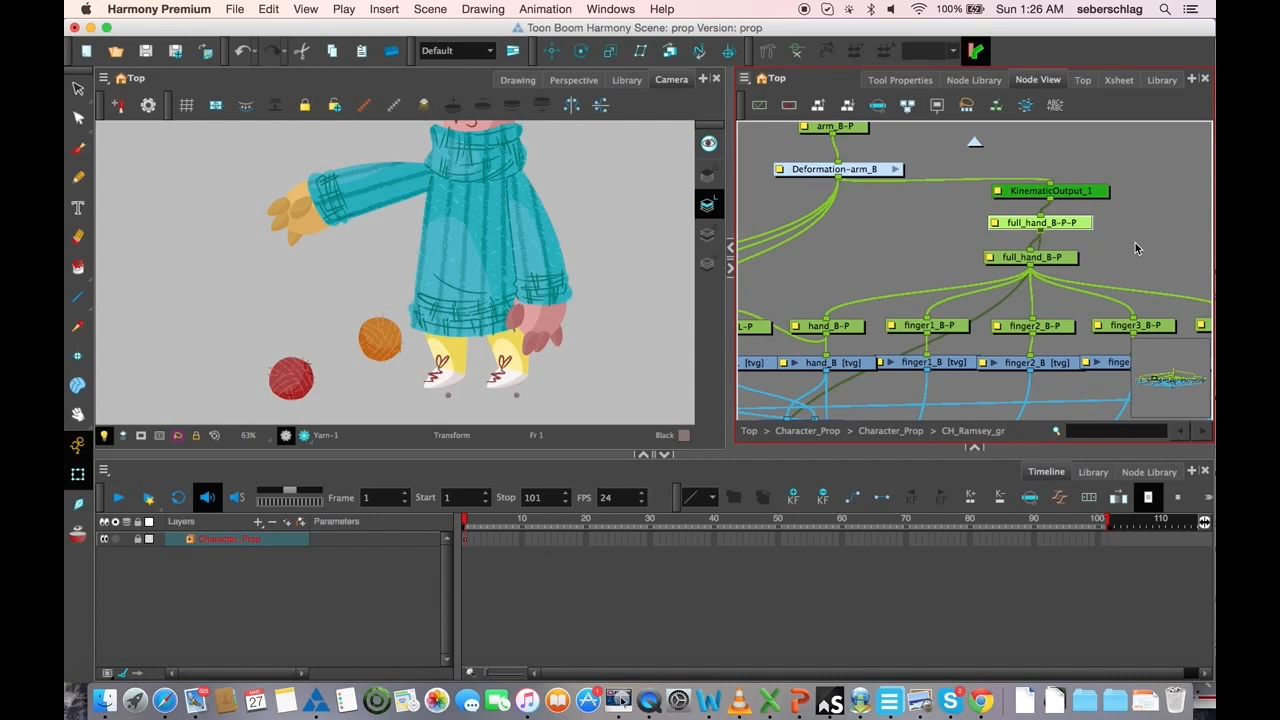 Harmony Premium File Edit View Play Insert Scene Drawing Animation Windows Help 100% Sun 1:26 AM seberschlag
Toon Boom Harmony Scene: prop Version: prop
Default
Top Drawing Perspective Library Camera
Top Tool Properties Node Library Node View Top Xsheet Library
arm_B-P
Deformation-arm_B
KinematicOutput_1
full_hand_B-P-P
full_hand_B-P
L-P hand_B-P finger1_B-P finger2_B-P finger3_B-P
[tvg] hand_B [tvg] finger1_B [tvg] finger2_B [tvg] finge
63% Yarn-1 Transform Fr 1 Black
Top > Character_Prop > Character_Prop > CH_Ramsey_gr
Timeline Library Node Library
Frame 1 Start 1 Stop 101 FPS 24
Layers Parameters
10 20 30 40 50 60 70 80 90 100 110
Character_Prop